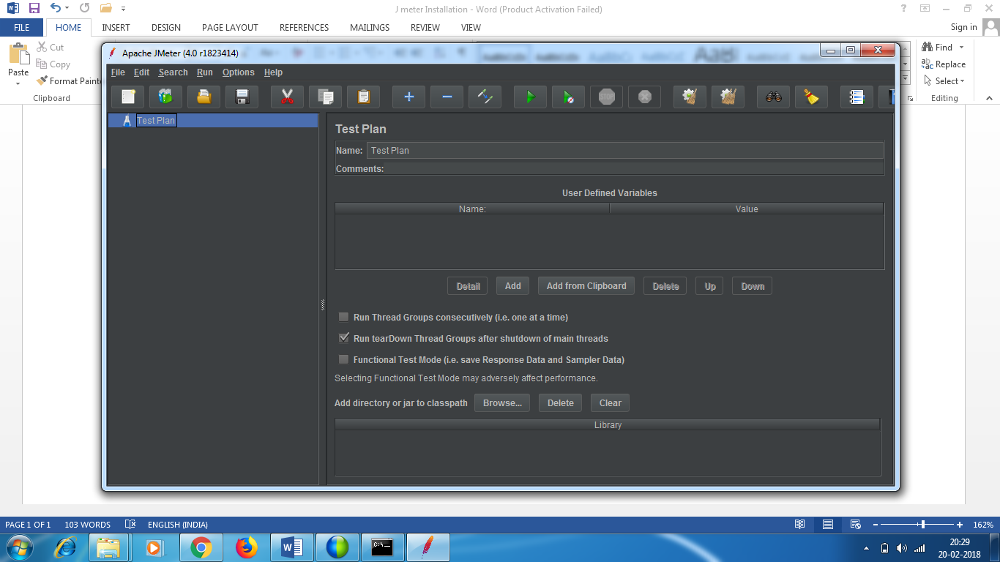 J meter Installation - Word (Product Activation Failed)
FILE HOME INSERT DESIGN PAGE LAYOUT REFERENCES MAILINGS REVIEW VIEW Sign in
Paste
Cut
Copy
Format
Clipboard
Find
Replace
Select
Editing
Apache JMeter (4.0 r1823414)
File Edit Search Run Options Help
STOP
Test Plan
Test Plan
Name: Test Plan
Comments:
User Defined Variables
Name: Value
Detail Add Add from Clipboard Delete Up Down
Run Thread Groups consecutively (i.e. one at a time)
Run tearDown Thread Groups after shutdown of main threads
Functional Test Mode (i.e. save Response Data and Sampler Data)
Selecting Functional Test Mode may adversely affect performance.
Add directory or jar to classpath Browse... Delete Clear
Library
PAGE 1 OF 1 103 WORDS ENGLISH (INDIA) 162%
20:29
20-02-2018